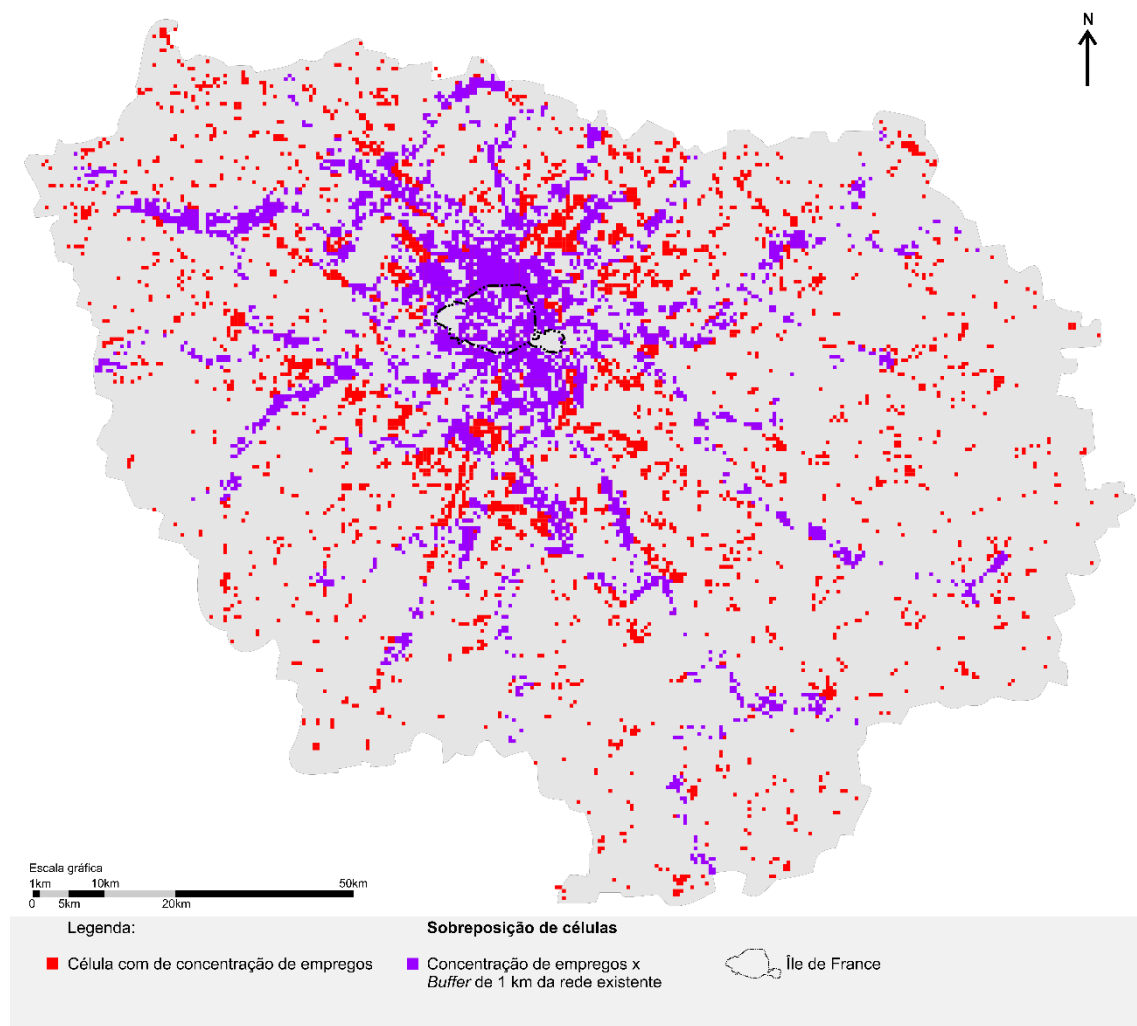 N
Escala gráfica
1km 10km 50km
0 5km 20km
Legenda:
Sobreposição de células
Célula com de concentração de empregos
Concentração de empregos x
Buffer de 1 km da rede existente
Île de France